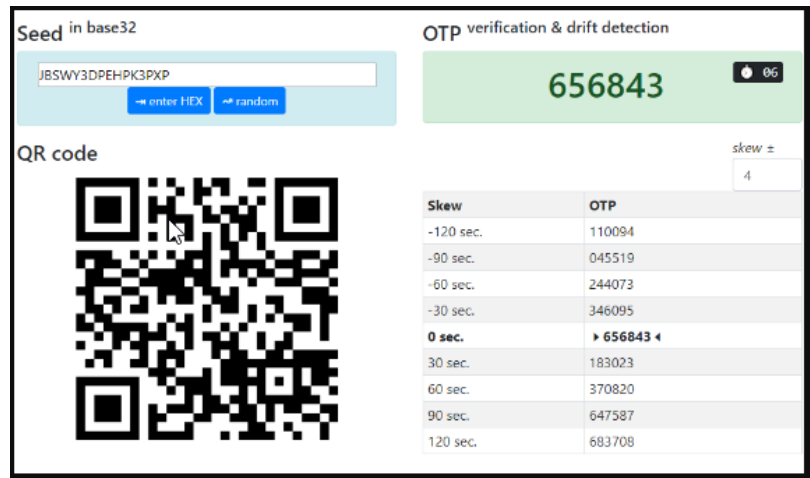 Seed in base32
JBSWY3DPEHPK3PXP
⇥ enter HEX
⇝ random
QR code
OTP verification & drift detection
656843
06
skew ±
4
Skew OTP
-120 sec. 110094
-90 sec. 045519
-60 sec. 244073
-30 sec. 346095
0 sec. ▸ 656843 ◂
30 sec. 183023
60 sec. 370820
90 sec. 647587
120 sec. 683708